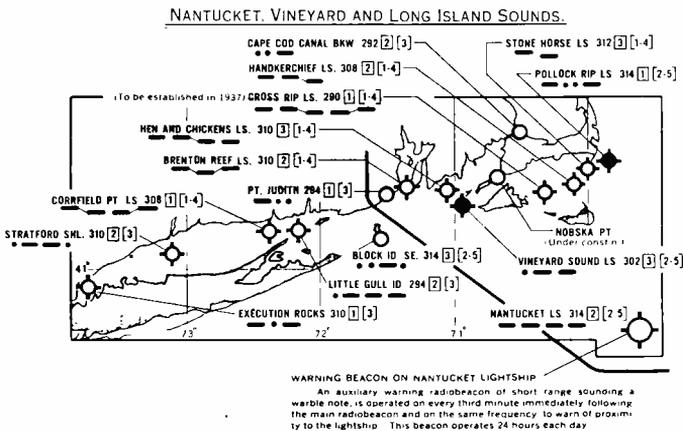 NANTUCKET, VINEYARD AND LONG ISLAND SOUNDS.
CAPE COD CANAL BKW 292 [2] [3]
STONE HORSE LS 312 [3] [1-4]
HANDKERCHIEF LS. 308 [2] [1-4]
POLLOCK RIP LS 314 [1] [2-5]
(To be established in 1937) CROSS RIP LS. 290 [1] [1-4]
HEN AND CHICKENS LS. 310 [3] [1-4]
BRENTON REEF LS. 310 [2] [1-4]
PT. JUDITH 284 [1] [3]
CORNFIELD PT LS 308 [1] [1-4]
STRATFORD SHL. 310 [2] [3]
NOBSKA PT
(Under constn)
BLOCK ID SE. 314 [3] [2-5]
VINEYARD SOUND LS 302 [3] [2-5]
41°
LITTLE GULL ID 294 [2] [3]
EXECUTION ROCKS 310 [1] [3]
NANTUCKET LS 314 [2] [2 5]
73°
72°
71°
WARNING BEACON ON NANTUCKET LIGHTSHIP
An auxiliary warning radiobeacon of short range sounding a
warble note, is operated on every third minute immediately following
the main radiobeacon and on the same frequency to warn of proximi
ty to the lightship This beacon operates 24 hours each day